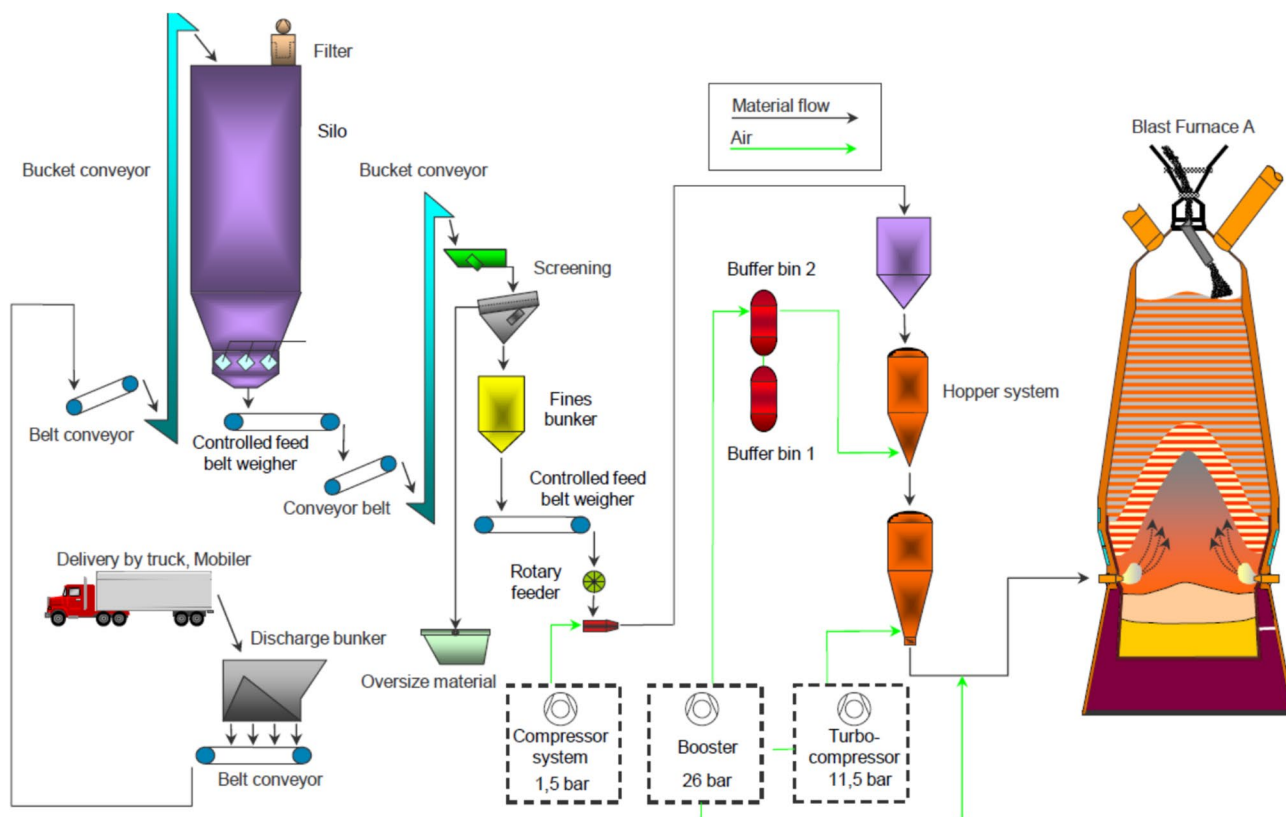 Filter
Silo
Bucket conveyor
Bucket conveyor
Material flow
Air
Blast Furnace A
Screening
Buffer bin 2
Hopper system
Fines
bunker
Belt conveyor
Controlled feed
belt weigher
Buffer bin 1
Controlled feed
belt weigher
Conveyor belt
Delivery by truck, Mobiler
Rotary
feeder
Discharge bunker
Oversize material
Belt conveyor
Compressor
system
1,5 bar
Booster
26 bar
Turbo-
compressor
11,5 bar